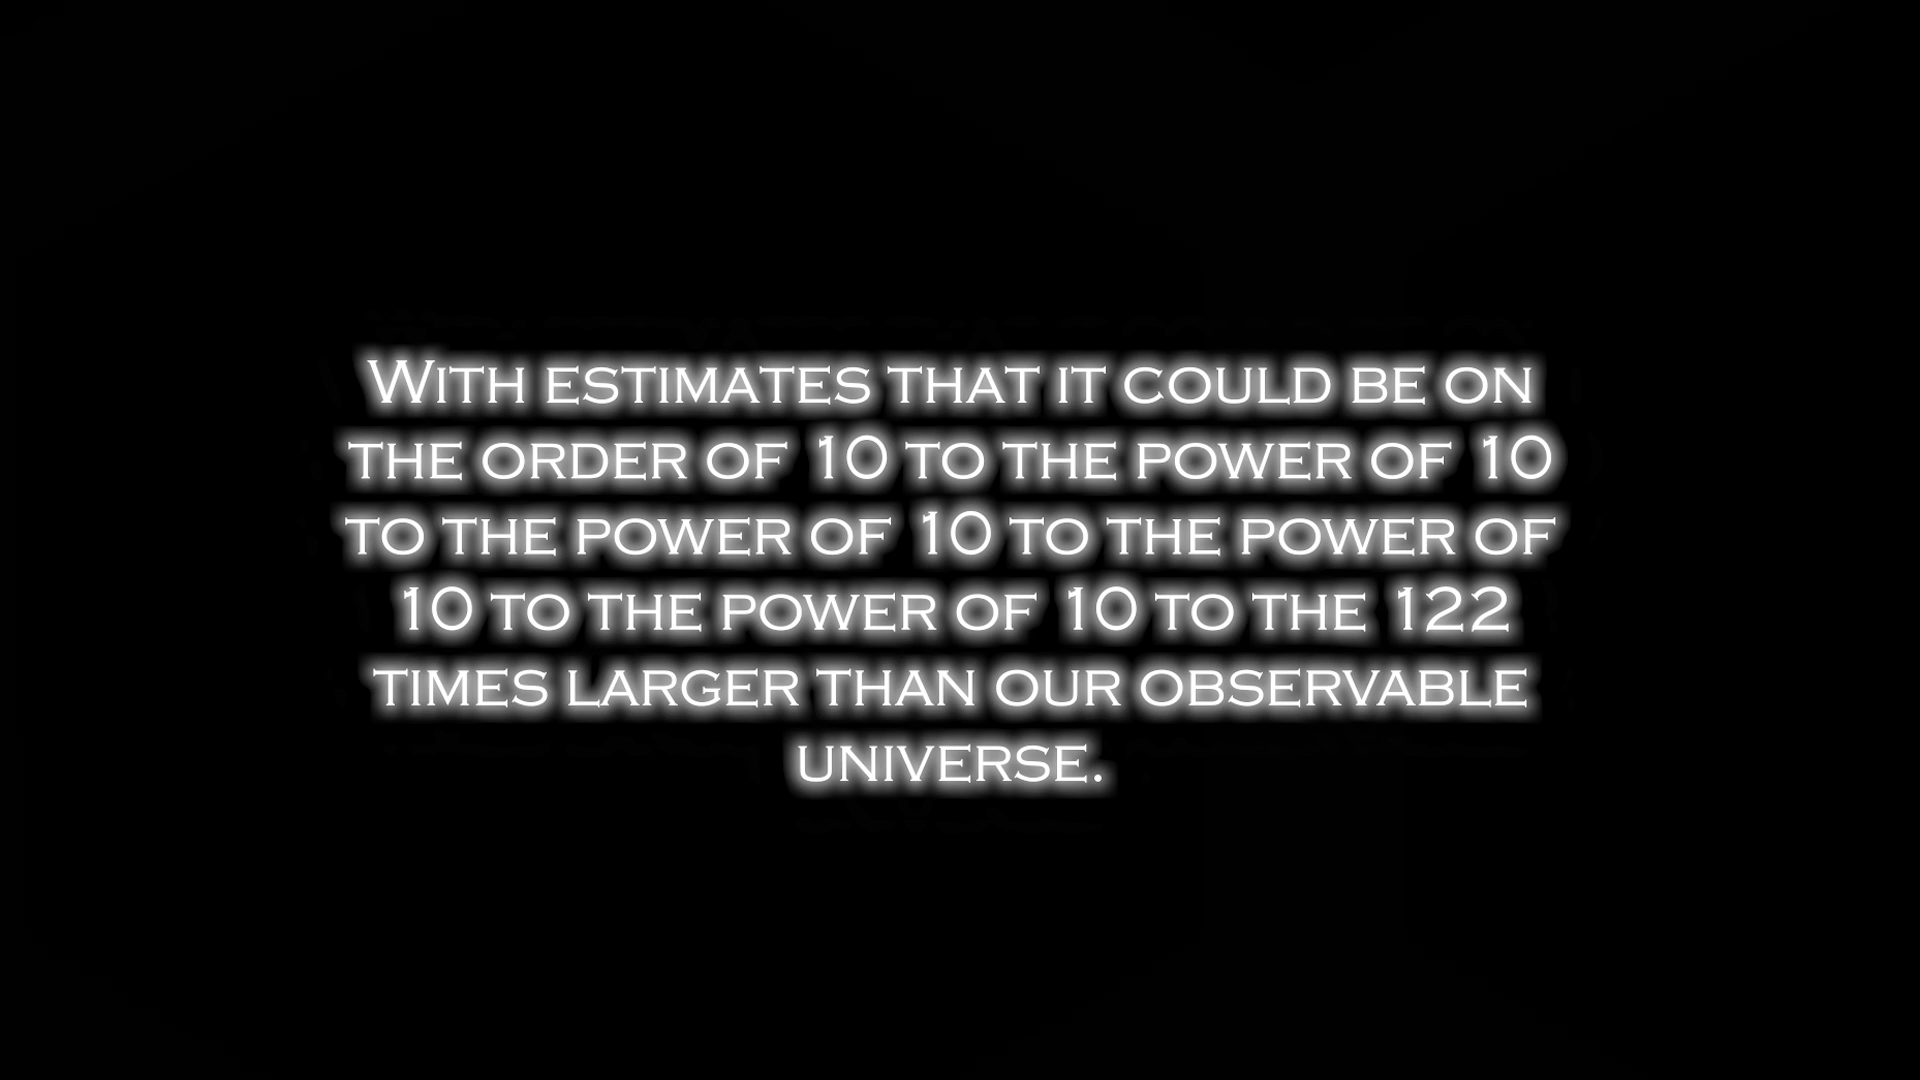 With estimates that it could be on
the order of 10 to the power of 10
to the power of 10 to the power of
10 to the power of 10 to the 122
times larger than our observable
universe.